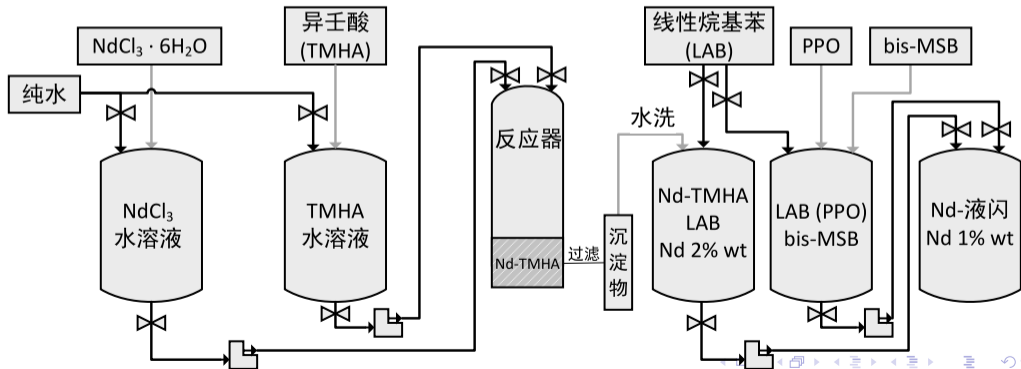 NdCl₃ · 6H₂O
异壬酸
(TMHA)
线性烷基苯
(LAB)
PPO
bis-MSB
纯水
水洗
反应器
NdCl₃
水溶液
TMHA
水溶液
Nd-TMHA
过滤
沉
淀
物
Nd-TMHA
LAB
Nd 2% wt
LAB (PPO)
bis-MSB
Nd-液闪
Nd 1% wt